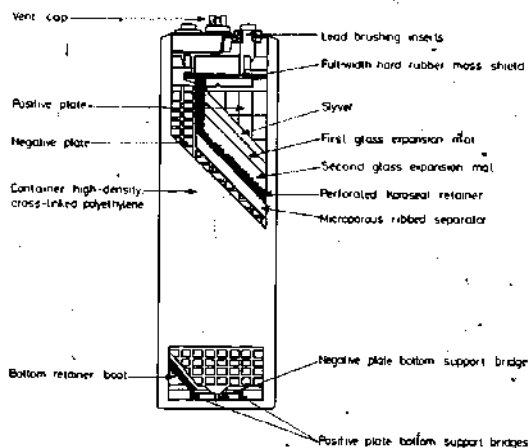 Vent cap
Lead brushing inserts
Full-width hard rubber moss shield
Positive plate
Slyver
Negative plate
First glass expansion mat
Second glass expansion mat
Container high-density,
cross-linked polyethylene
Perforated koroseal retainer
Microporous ribbed separator
Negative plate bottom support bridge
Bottom retainer boot
Positive plate bottom support bridges